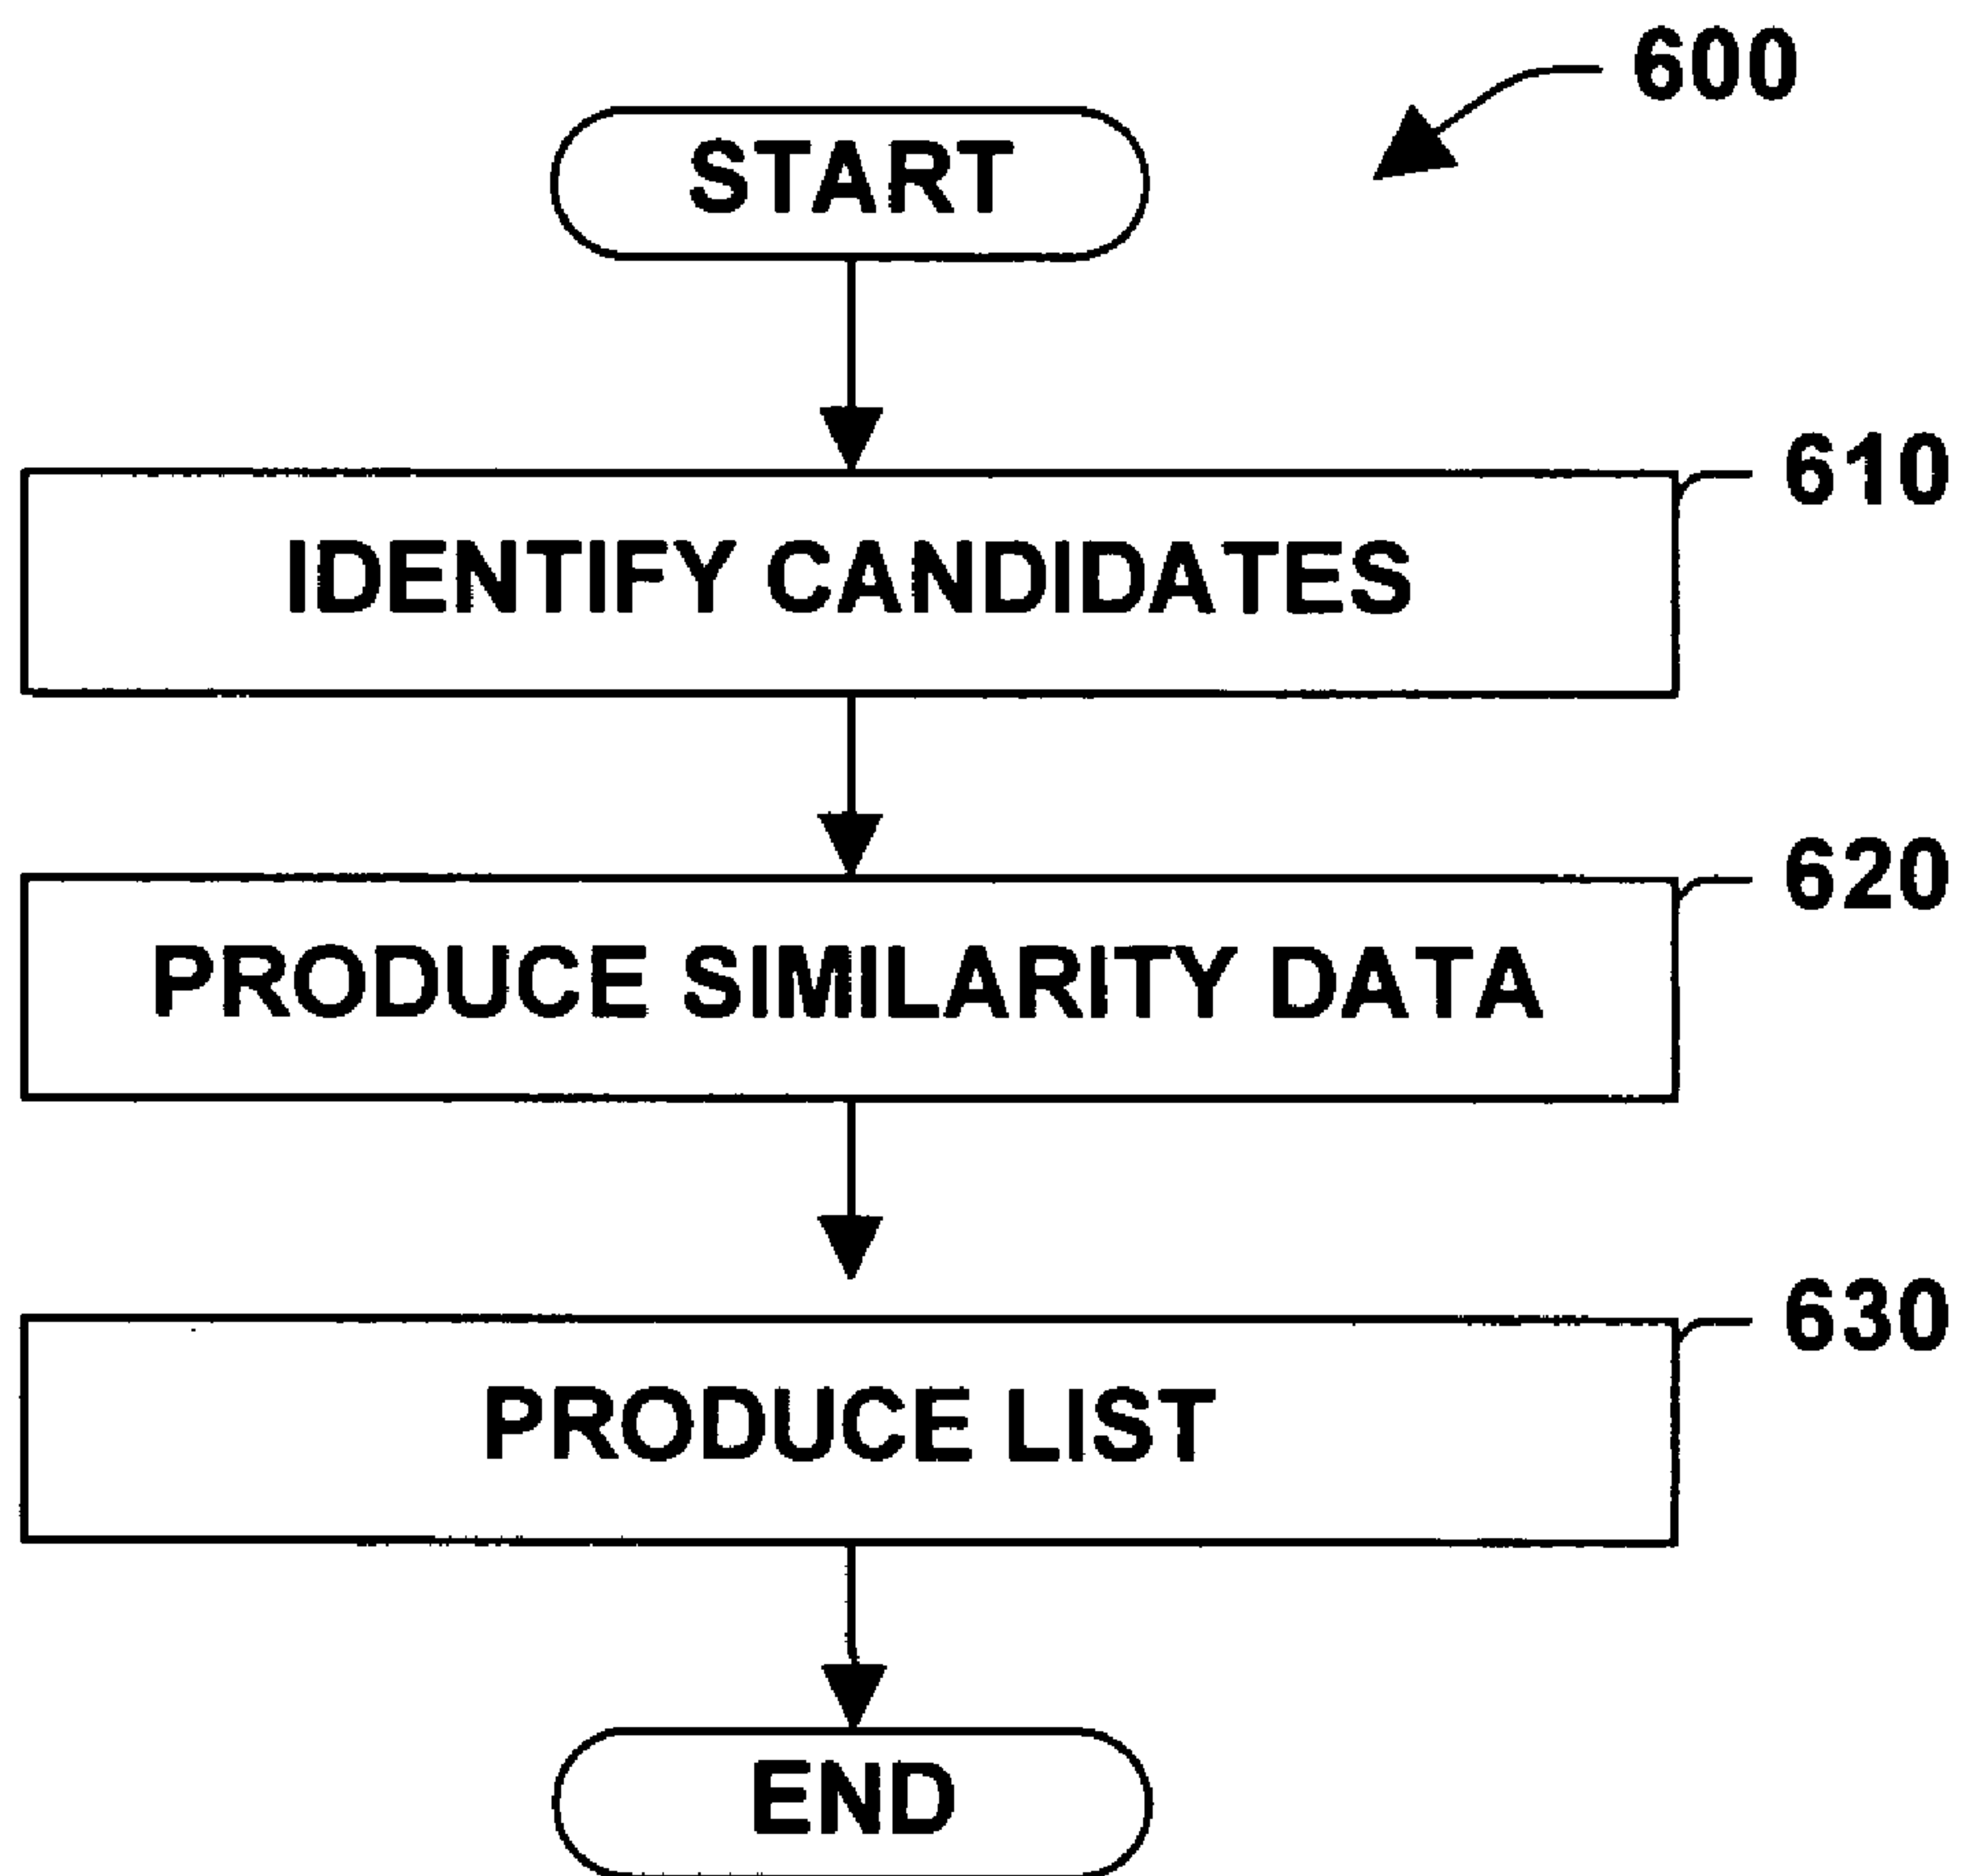 600
START
610
IDENTIFY CANDIDATES
620
PRODUCE SIMILARITY DATA
630
PRODUCE LIST
END